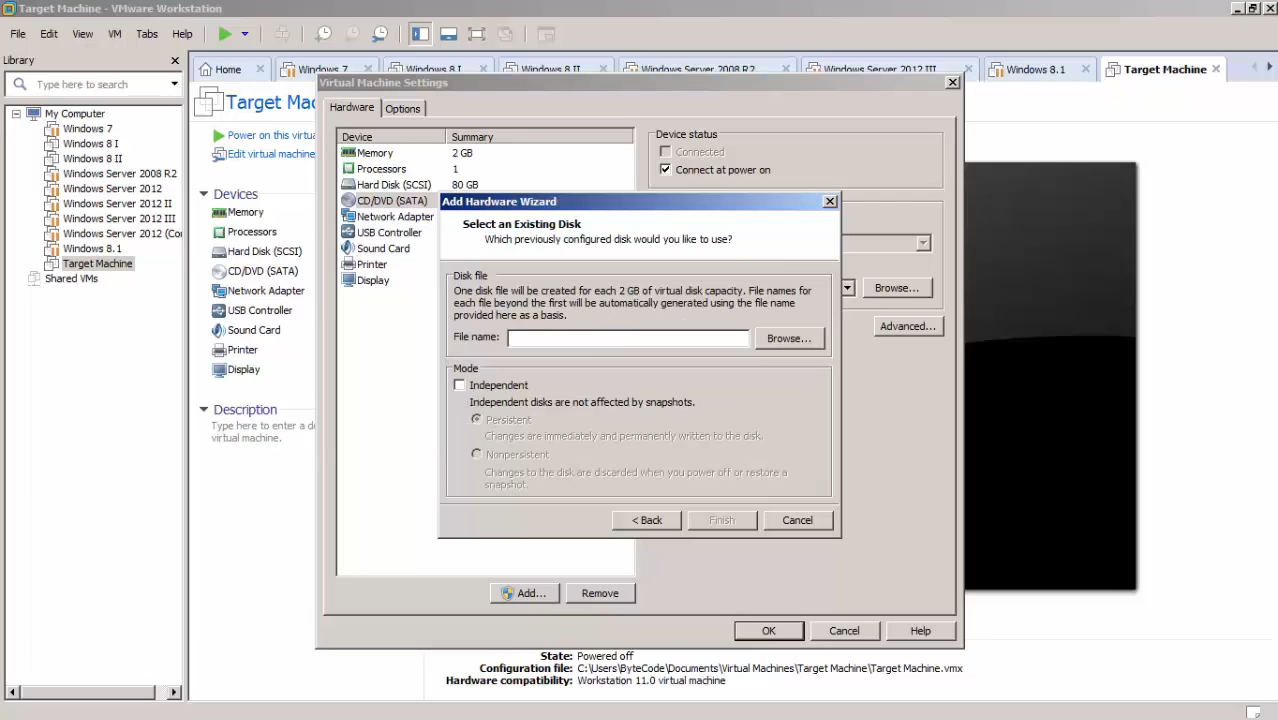 Target Machine - VMware Workstation
File Edit View VM Tabs Help
Library
Type here to search
My Computer
Windows 7
Windows 8 I
Windows 8 II
Windows Server 2008 R2
Windows Server 2012
Windows Server 2012 II
Windows Server 2012 III
Windows Server 2012 (Co
Windows 8.1
Target Machine
Shared VMs
Home
Windows 7
Windows 8 I
Windows 8 II
Windows Server 2008 R2
Windows Server 2012 III
Windows 8.1
Target Machine
Target Mac
Power on this virtua
Edit virtual machine
Devices
Memory
Processors
Hard Disk (SCSI)
CD/DVD (SATA)
Network Adapter
USB Controller
Sound Card
Printer
Display
Description
Type here to enter a d
virtual machine.
Virtual Machine Settings
Hardware Options
Device Summary
Memory 2 GB
Processors 1
Hard Disk (SCSI) 80 GB
CD/DVD (SATA)
Network Adapter
USB Controller
Sound Card
Printer
Display
Device status
Connected
Connect at power on
Browse...
Advanced...
Add Hardware Wizard
Select an Existing Disk
Which previously configured disk would you like to use?
Disk file
One disk file will be created for each 2 GB of virtual disk capacity. File names for
each file beyond the first will be automatically generated using the file name
provided here as a basis.
File name:
Browse...
Mode
Independent
Independent disks are not affected by snapshots.
Persistent
Changes are immediately and permanently written to the disk.
Nonpersistent
Changes to the disk are discarded when you power off or restore a
snapshot.
< Back Finish Cancel
Add... Remove
OK Cancel Help
State: Powered off
Configuration file: C:\Users\ByteCode\Documents\Virtual Machines\Target Machine\Target Machine.vmx
Hardware compatibility: Workstation 11.0 virtual machine